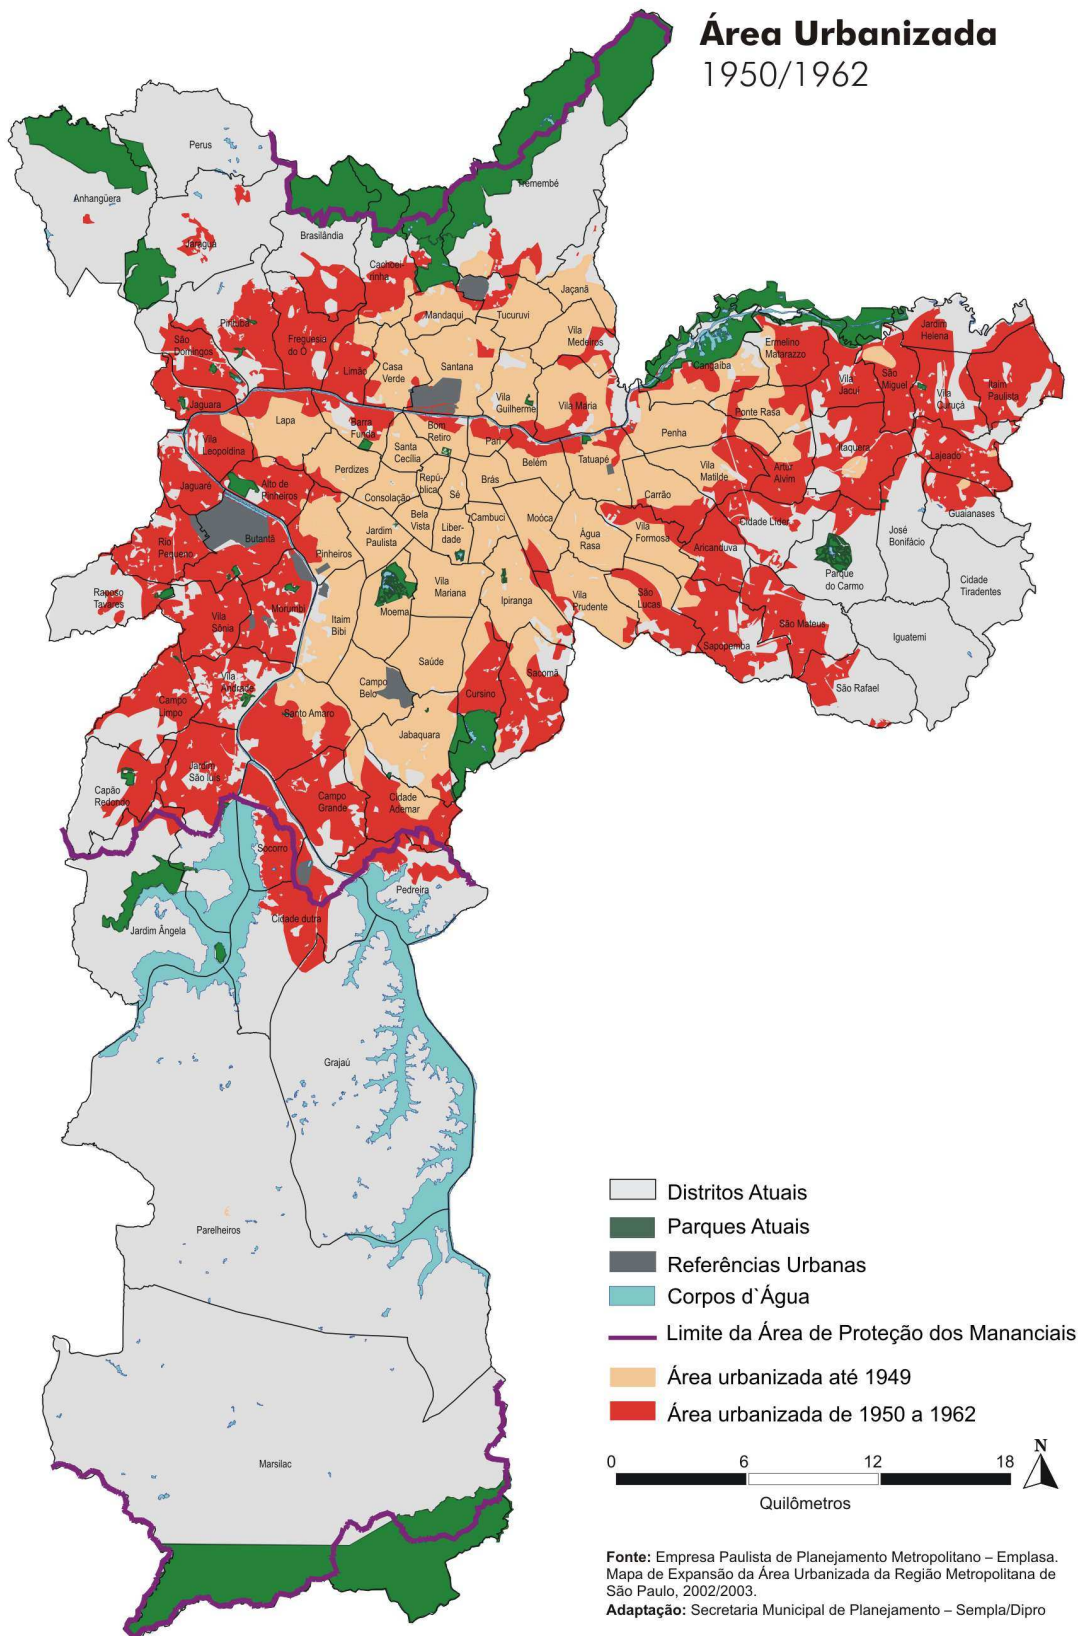 Área Urbanizada
1950/1962
Perus
Anhangüera
Tremembé
Jaraguá
Brasilândia
Cachoei-
rinha
Jaçanã
Mandaqui
Tucuruvi
Pirituba
São
Domingos
Freguesia
do Ó
Vila
Medeiros
Limão
Casa
Verde
Santana
Jaguara
Vila
Guilherme
Vila Maria
Lapa
Barra
Funda
Bom
Retiro
Pari
Vila
Leopoldina
Santa
Cecília
Belém
Tatuapé
Perdizes
Repú-
blica
Brás
Jaguaré
Alto de
Pinheiros
Consolação
Sé
Bela
Vista
Liber-
dade
Cambuci
Moóca
Água
Rasa
Jardim
Paulista
Butantã
Pinheiros
Rio
Pequeno
Raposo
Tavares
Morumbi
Vila
Sônia
Itaim
Bibi
Moema
Vila
Mariana
Ipiranga
Vila
Prudente
São
Lucas
Cangaíba
Ermelino
Matarazzo
Jardim
Helena
Vila
Jacuí
São
Miguel
Vila
Curuçá
Itaim
Paulista
Ponte Rasa
Penha
Itaquera
Lajeado
Vila
Matilde
Artur
Alvim
Carrão
Guaianases
Vila
Formosa
Cidade Líder
José
Bonifácio
Aricanduva
Parque
do Carmo
Cidade
Tiradentes
São Mateus
Iguatemi
Sapopemba
São Rafael
Saúde
Sacomã
Campo
Belo
Cursino
Vila
Andrade
Campo
Limpo
Santo Amaro
Jabaquara
Jardim
São luís
Capão
Redondo
Campo
Grande
Cidade
Ademar
Socorro
Pedreira
Cidade dutra
Jardim Ângela
Grajaú
Parelheiros
Marsilac
Distritos Atuais
Parques Atuais
Referências Urbanas
Corpos d`Água
Limite da Área de Proteção dos Mananciais
Área urbanizada até 1949
Área urbanizada de 1950 a 1962
0 6 12 18
N
Quilômetros
Fonte: Empresa Paulista de Planejamento Metropolitano – Emplasa.
Mapa de Expansão da Área Urbanizada da Região Metropolitana de
São Paulo, 2002/2003.
Adaptação: Secretaria Municipal de Planejamento – Sempla/Dipro